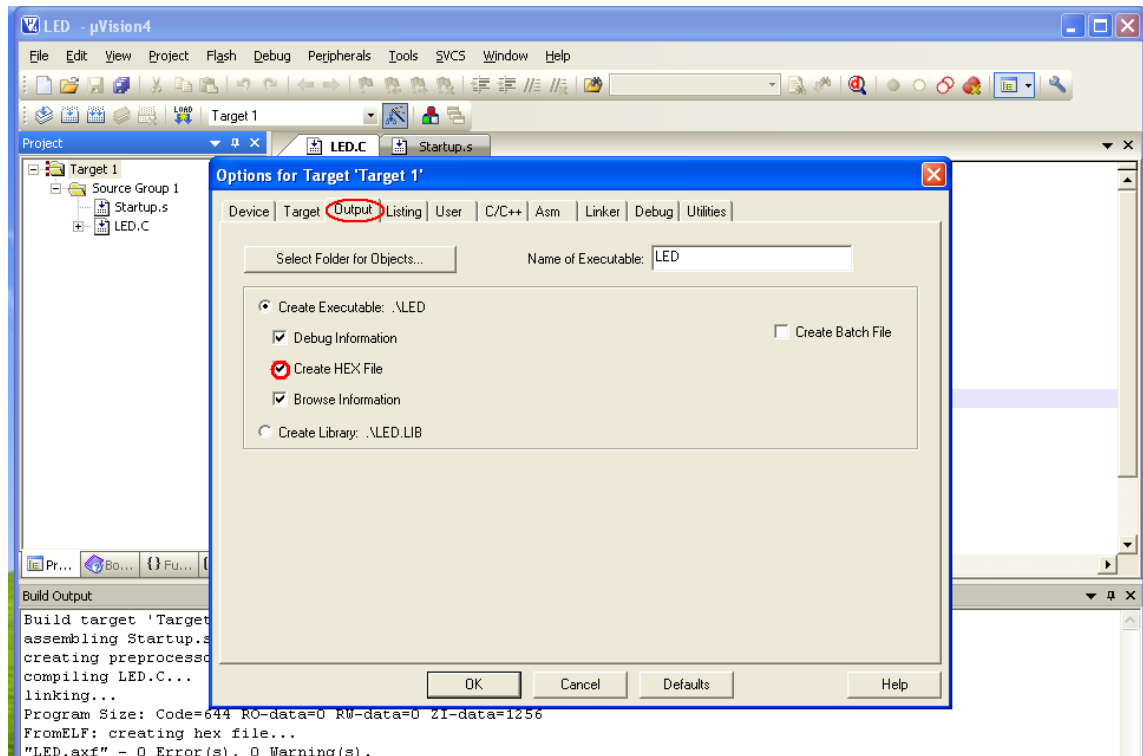 LED - µVision4
File Edit View Project Flash Debug Peripherals Tools SVCS Window Help
LOAD Target 1
Project
LED.C Startup.s
Target 1
Source Group 1
Startup.s
LED.C
Options for Target 'Target 1'
Device Target Output Listing User C/C++ Asm Linker Debug Utilities
Select Folder for Objects... Name of Executable: LED
Create Executable: .\LED
Debug Information
Create Batch File
Create HEX File
Browse Information
Create Library: .\LED.LIB
OK Cancel Defaults Help
Pr... Bo... {} Fu...
Build Output
Build target 'Target
assembling Startup.s
creating preprocesso
compiling LED.C...
linking...
Program Size: Code=644 RO-data=0 RW-data=0 ZI-data=1256
FromELF: creating hex file...
"LED.axf" - 0 Error(s), 0 Warning(s).